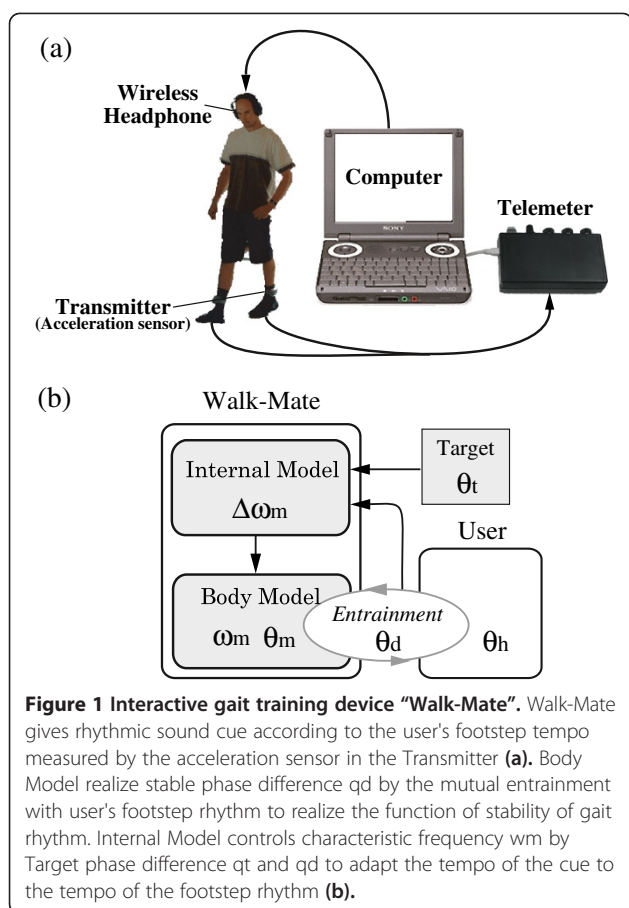 (a)
Wireless
Headphone
Computer
SONY
VAIO
Telemeter
Transmitter
(Acceleration sensor)
(b)
Walk-Mate
Internal Model
Δωm
Target
θt
User
Body Model
ωm θm
Entrainment
θd
θh
Figure 1 Interactive gait training device “Walk-Mate”. Walk-Mate
gives rhythmic sound cue according to the user's footstep tempo
measured by the acceleration sensor in the Transmitter (a). Body
Model realize stable phase difference qd by the mutual entrainment
with user's footstep rhythm to realize the function of stability of gait
rhythm. Internal Model controls characteristic frequency wm by
Target phase difference qt and qd to adapt the tempo of the cue to
the tempo of the footstep rhythm (b).